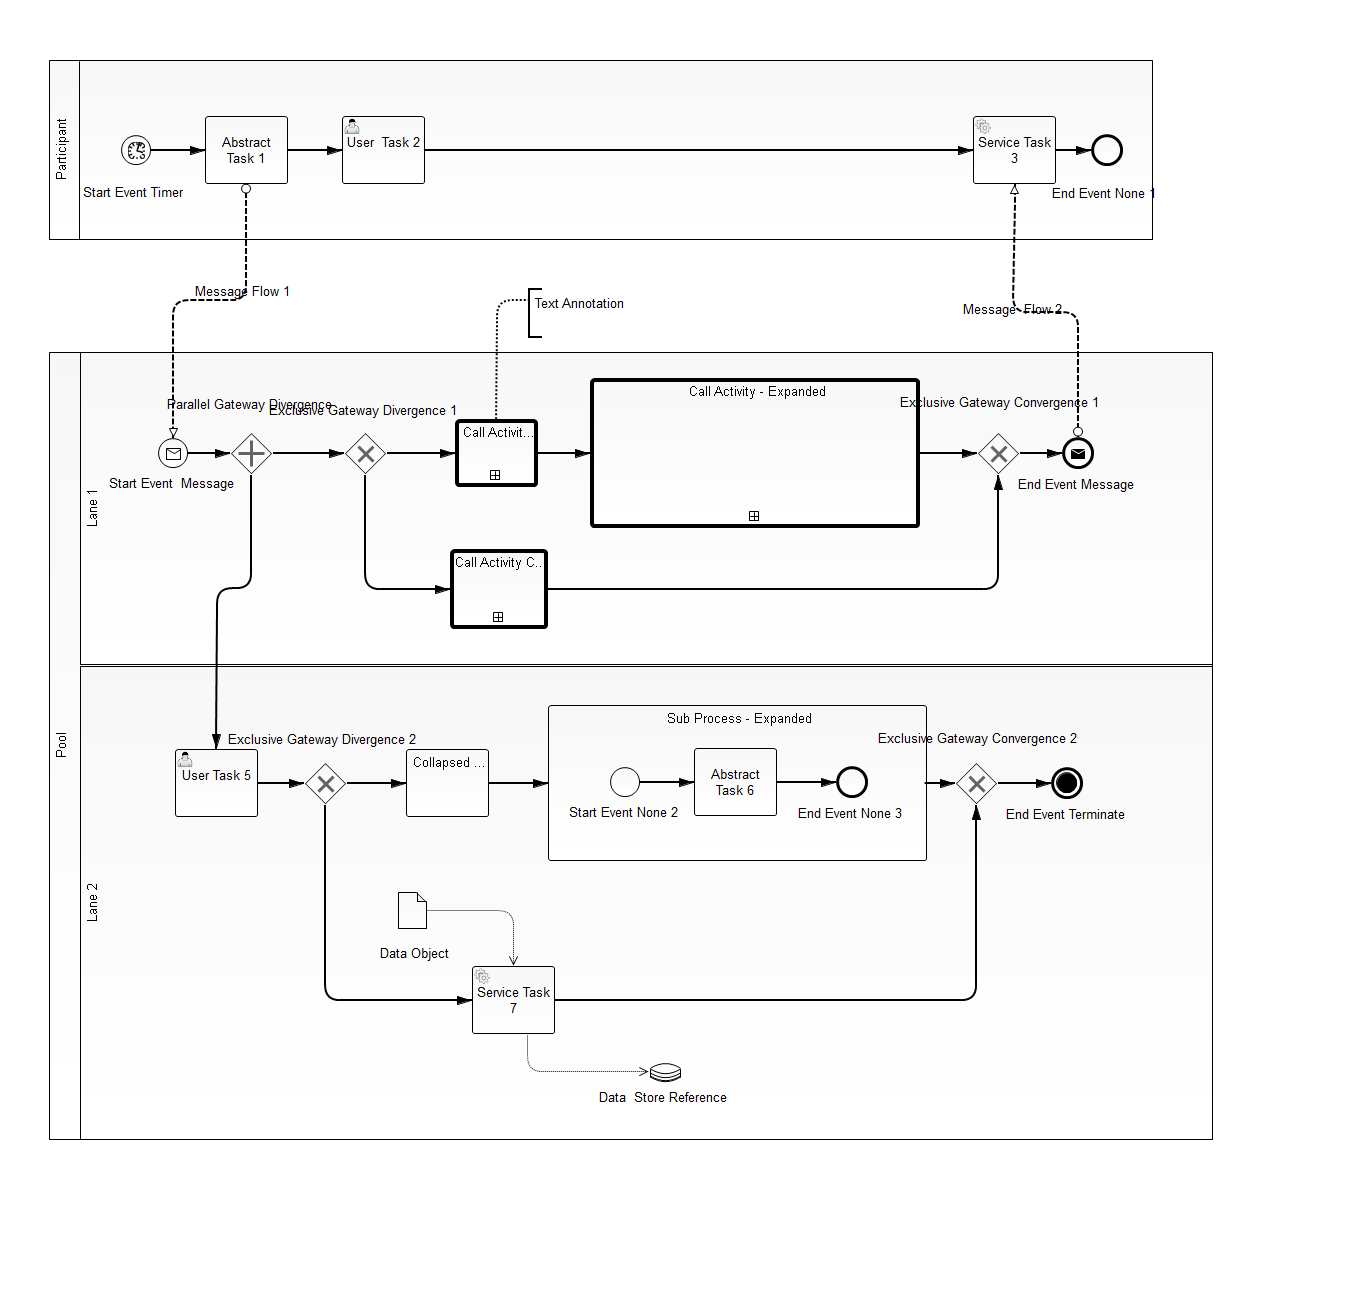 Participant
Abstract
Task 1
User  Task 2
Service Task
3
Start Event Timer
End Event None 1
Message Flow 1
Text Annotation
Message  Flow 2
Pool
Lane 1
Parallel Gateway Divergence
Exclusive Gateway Divergence 1
Call Activity - Expanded
Exclusive Gateway Convergence 1
Call Activit...
Start Event  Message
End Event Message
Call Activity C...
Lane 2
Sub Process - Expanded
Exclusive Gateway Divergence 2
Exclusive Gateway Convergence 2
User Task 5
Collapsed ...
Abstract
Task 6
Start Event None 2
End Event None 3
End Event Terminate
Data Object
Service Task
7
Data  Store Reference